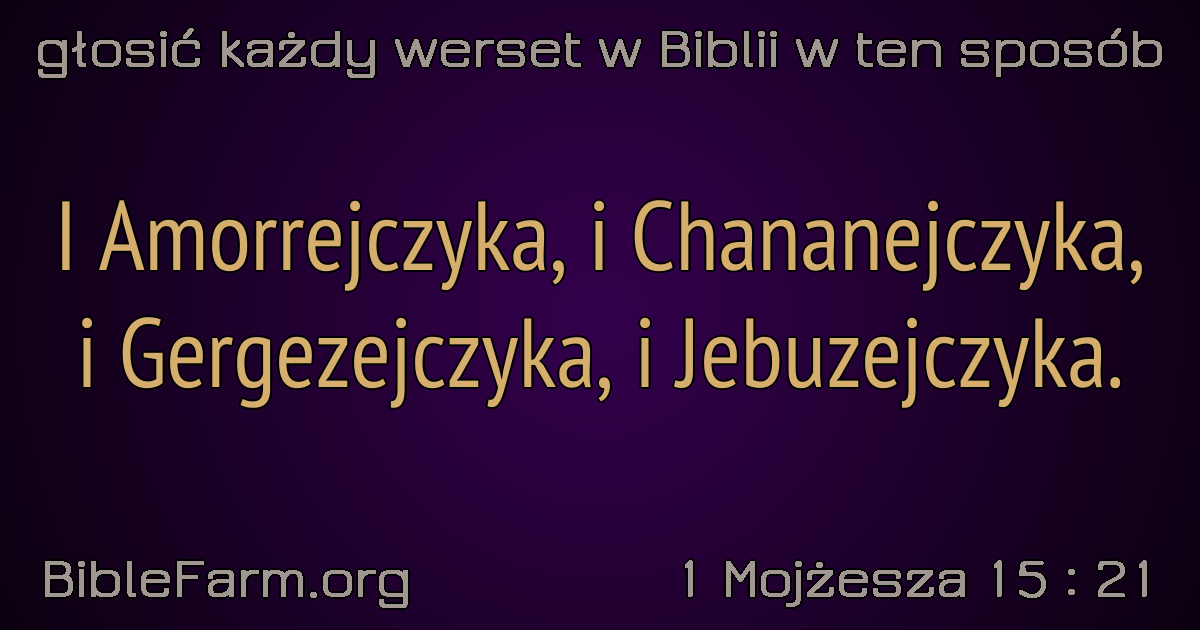 głosić każdy werset w Biblii w ten sposób
I Amorrejczyka, i Chananejczyka,
i Gergezejczyka, i Jebuzejczyka.
BibleFarm.org
1 Mojżesza 15 : 21